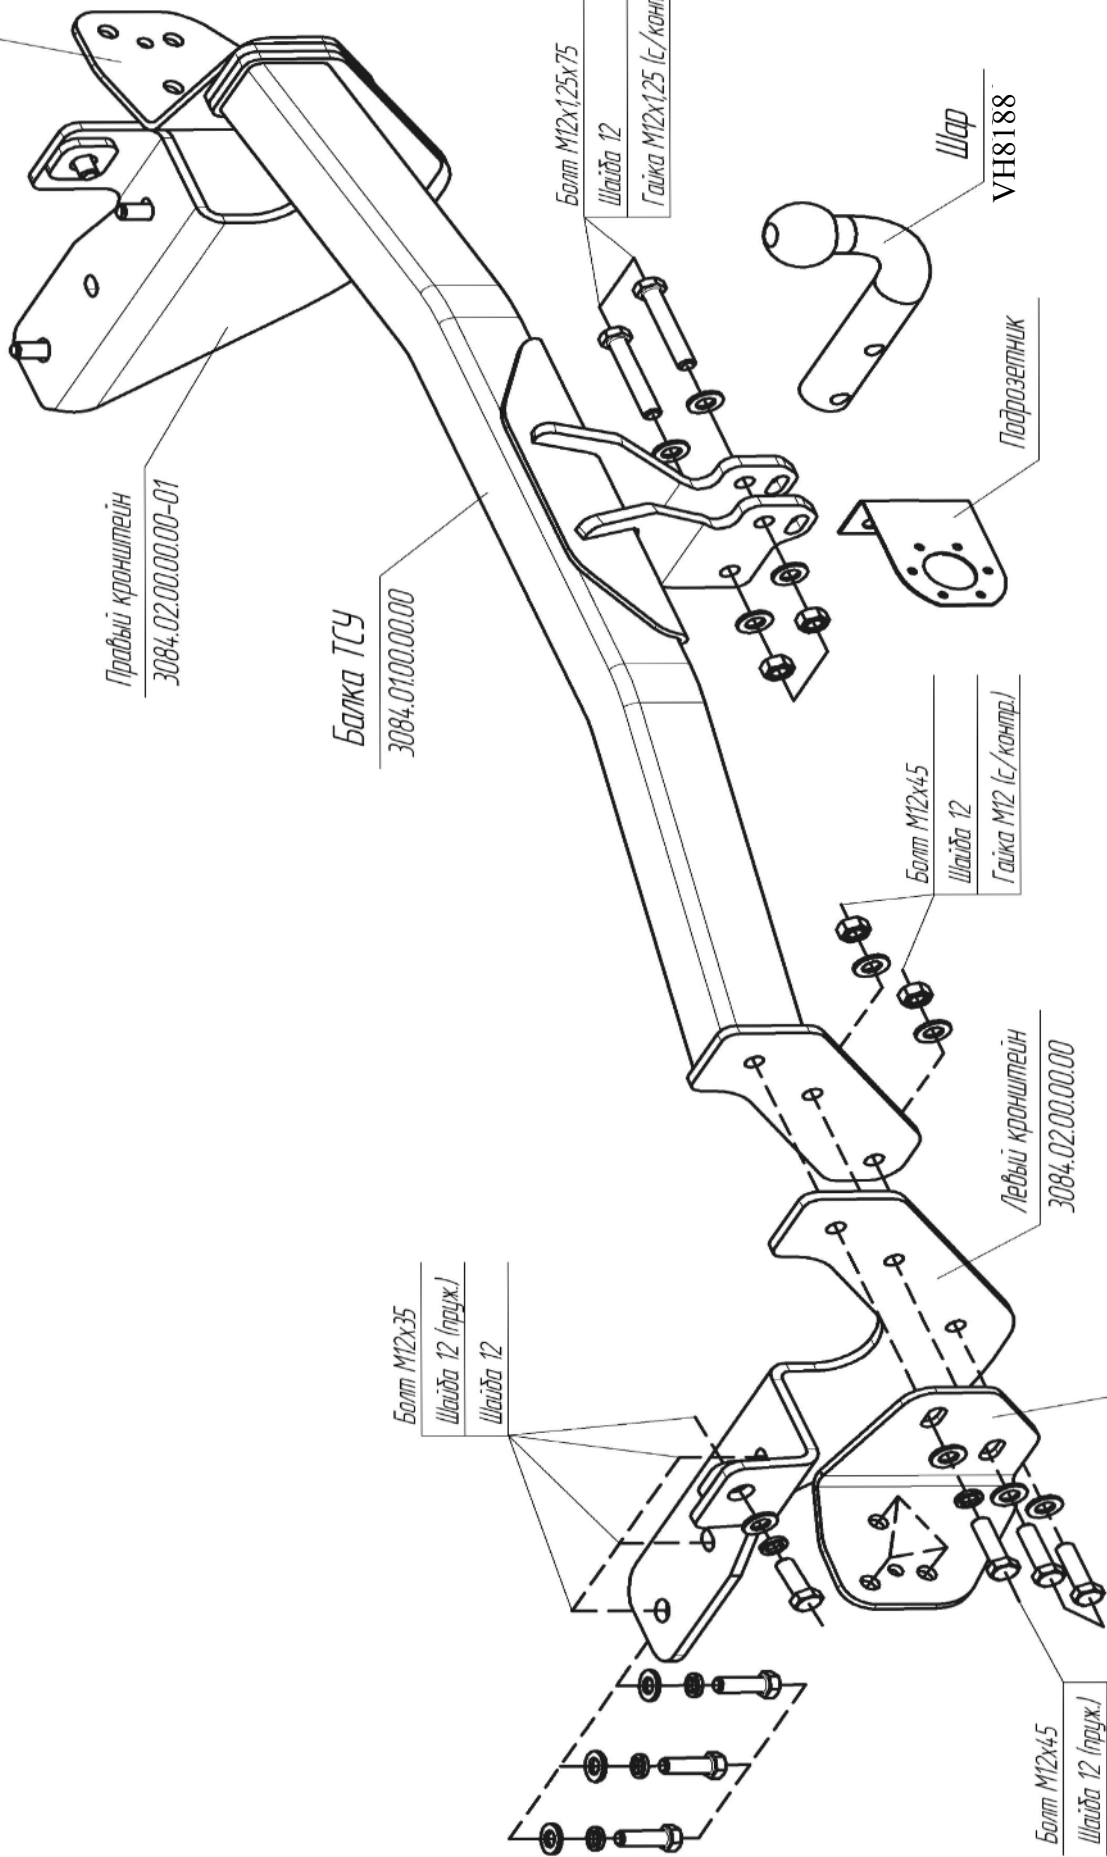 Правый кронштейн
3084.02.00.00.00-01
Балка ТСУ
3084.01.00.00.00
Болт М12х1,25х75
Шайба 12
Гайка М12х1,25 (с/конт
Шар
VH8188
Подрозетник
Болт М12х45
Шайба 12
Гайка М12 (с/контр.)
Левый кронштейн
3084.02.00.00.00
Болт М12х35
Шайба 12 (пруж.)
Шайба 12
Болт М12х45
Шайба 12 (пруж.)